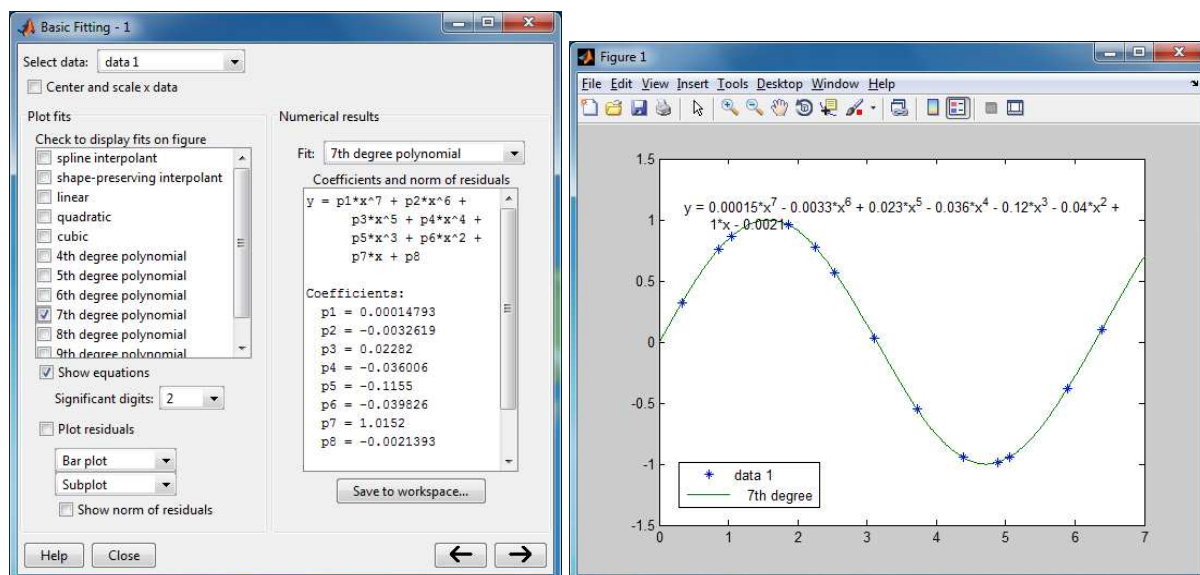 Basic Fitting - 1
Select data: data 1
Center and scale x data
Plot fits
Check to display fits on figure
spline interpolant
shape-preserving interpolant
linear
quadratic
cubic
4th degree polynomial
5th degree polynomial
6th degree polynomial
7th degree polynomial
8th degree polynomial
9th degree polynomial
Show equations
Significant digits: 2
Plot residuals
Bar plot
Subplot
Show norm of residuals
Help Close
Numerical results
Fit: 7th degree polynomial
Coefficients and norm of residuals
y = p1*x^7 + p2*x^6 +
p3*x^5 + p4*x^4 +
p5*x^3 + p6*x^2 +
p7*x + p8
Coefficients:
p1 = 0.00014793
p2 = -0.0032619
p3 = 0.02282
p4 = -0.036006
p5 = -0.1155
p6 = -0.039826
p7 = 1.0152
p8 = -0.0021393
Save to workspace...
Figure 1
File Edit View Insert Tools Desktop Window Help
1.5
1
0.5
0
-0.5
-1
-1.5
y = 0.00015*x^7 - 0.0033*x^6 + 0.023*x^5 - 0.036*x^4 - 0.12*x^3 - 0.04*x^2 +
1*x - 0.0021
data 1
7th degree
0 1 2 3 4 5 6 7